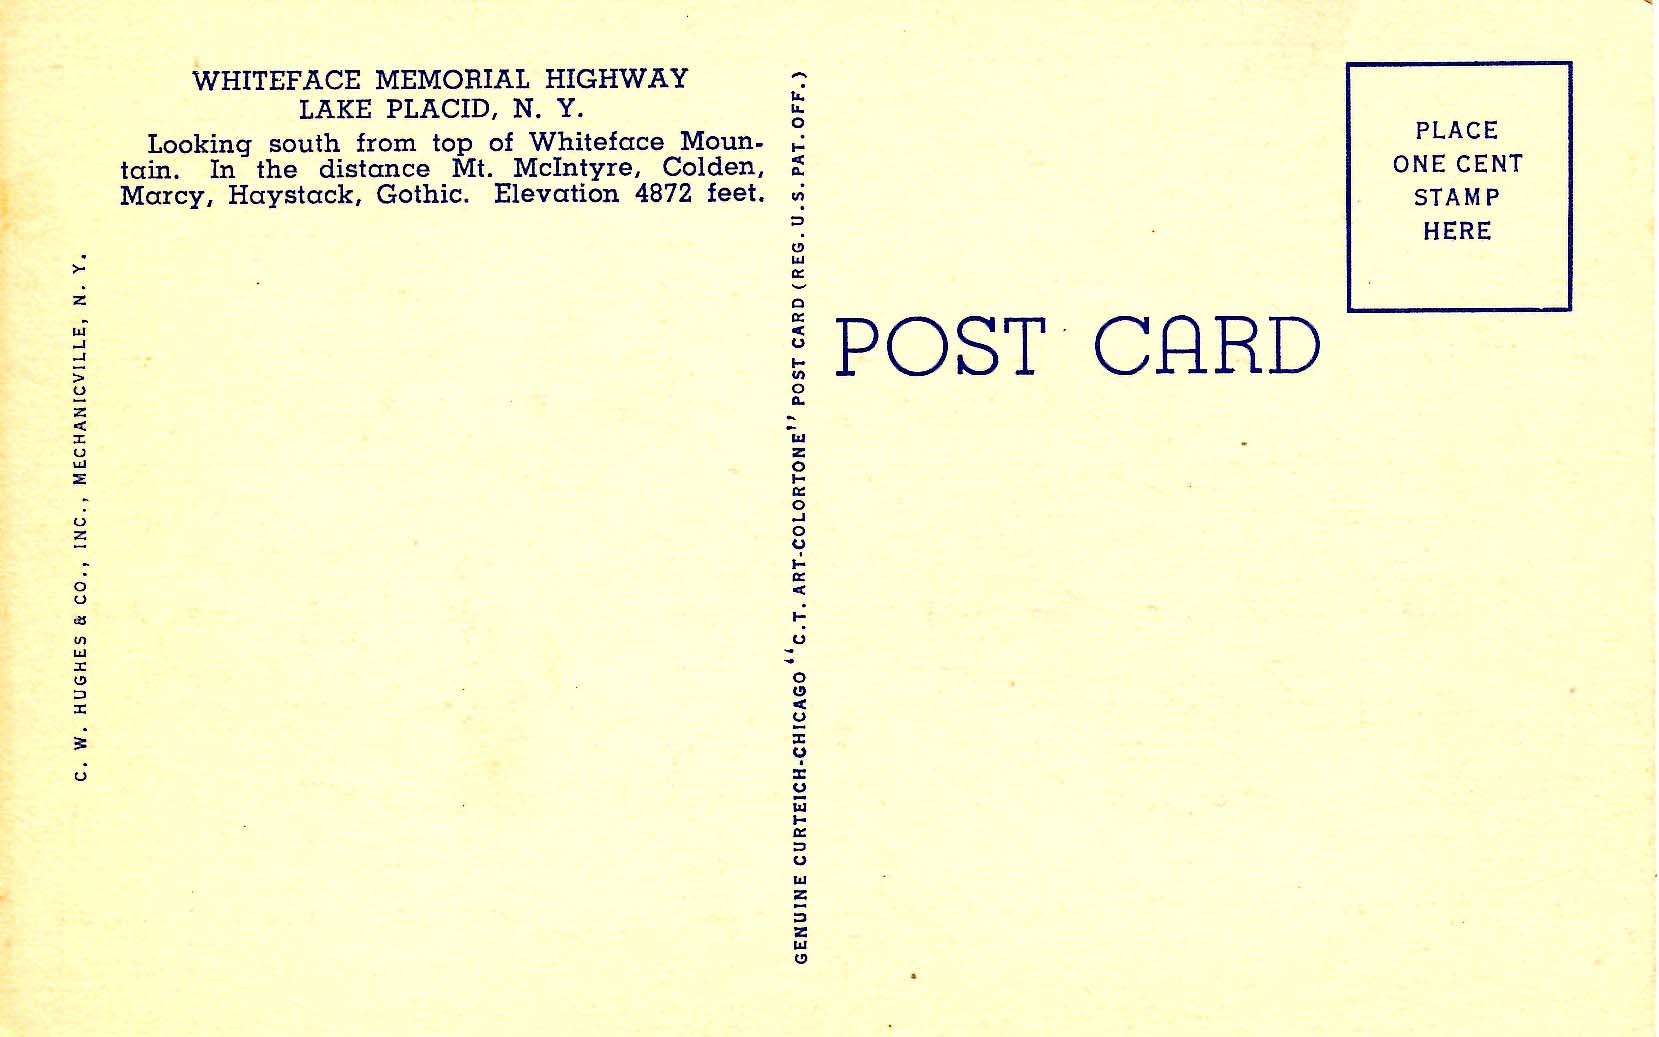 WHITEFACE MEMORIAL HIGHWAY
LAKE PLACID, N. Y.
Looking south from top of Whiteface Moun-
tain. In the distance Mt. McIntyre, Colden,
Marcy, Haystack, Gothic. Elevation 4872 feet.
C. W. HUGHES & CO., INC., MECHANICVILLE, N. Y.
GENUINE CURTEICH-CHICAGO "C.T. ART-COLORTONE" POST CARD (REG. U.S. PAT. OFF.)
POST CARD
PLACE
ONE CENT
STAMP
HERE